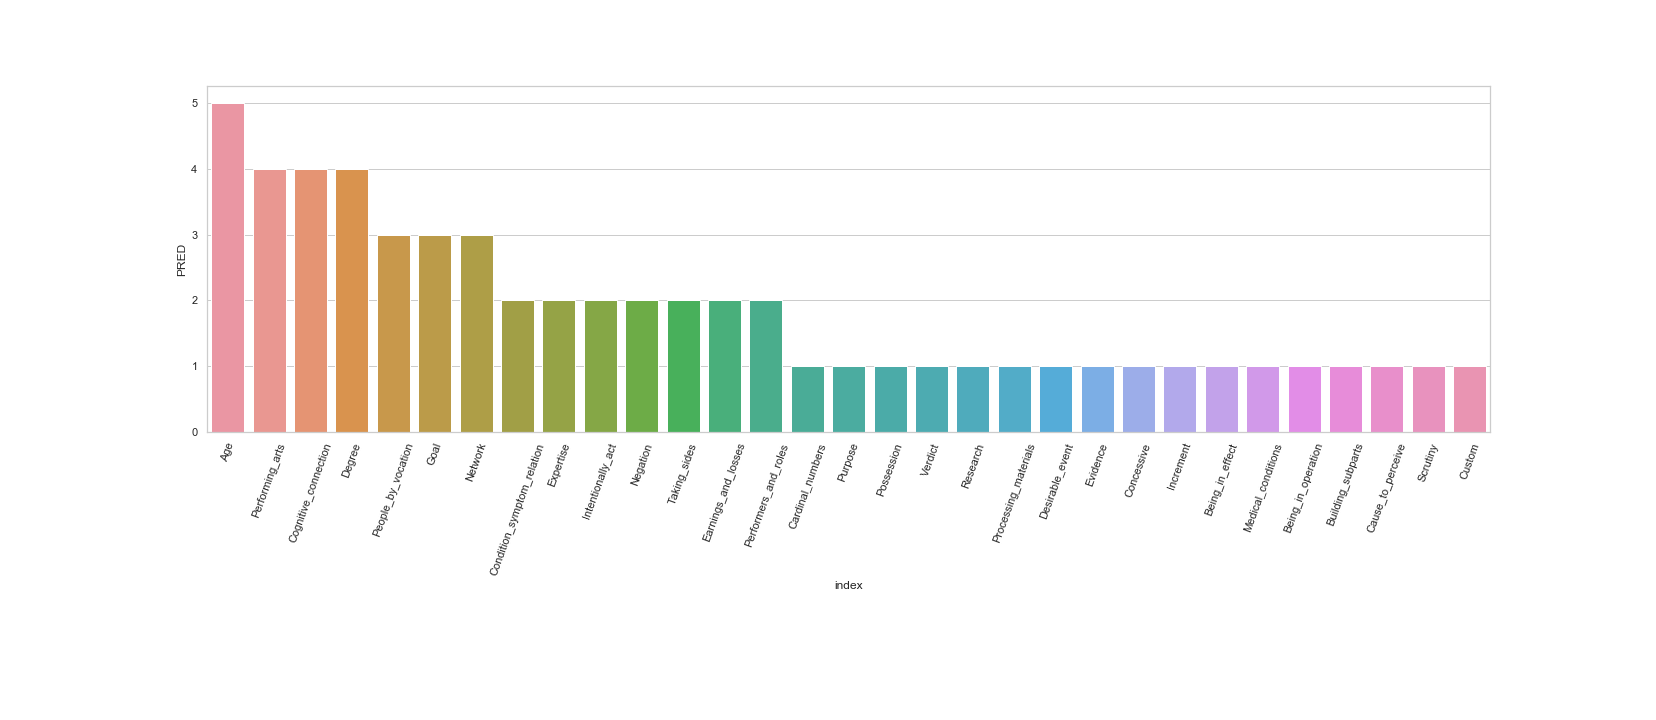 5
4
3
2
1
0
PRED
Age
Performing_arts
Cognitive_connection
Degree
People_by_vocation
Goal
Network
Condition_symptom_relation
Expertise
Intentionally_act
Negation
Taking_sides
Earnings_and_losses
Performers_and_roles
Cardinal_numbers
Purpose
Possession
Verdict
Research
Processing_materials
Desirable_event
Evidence
Concessive
Increment
Being_in_effect
Medical_conditions
Being_in_operation
Building_subparts
Cause_to_perceive
Scrutiny
Custom
index